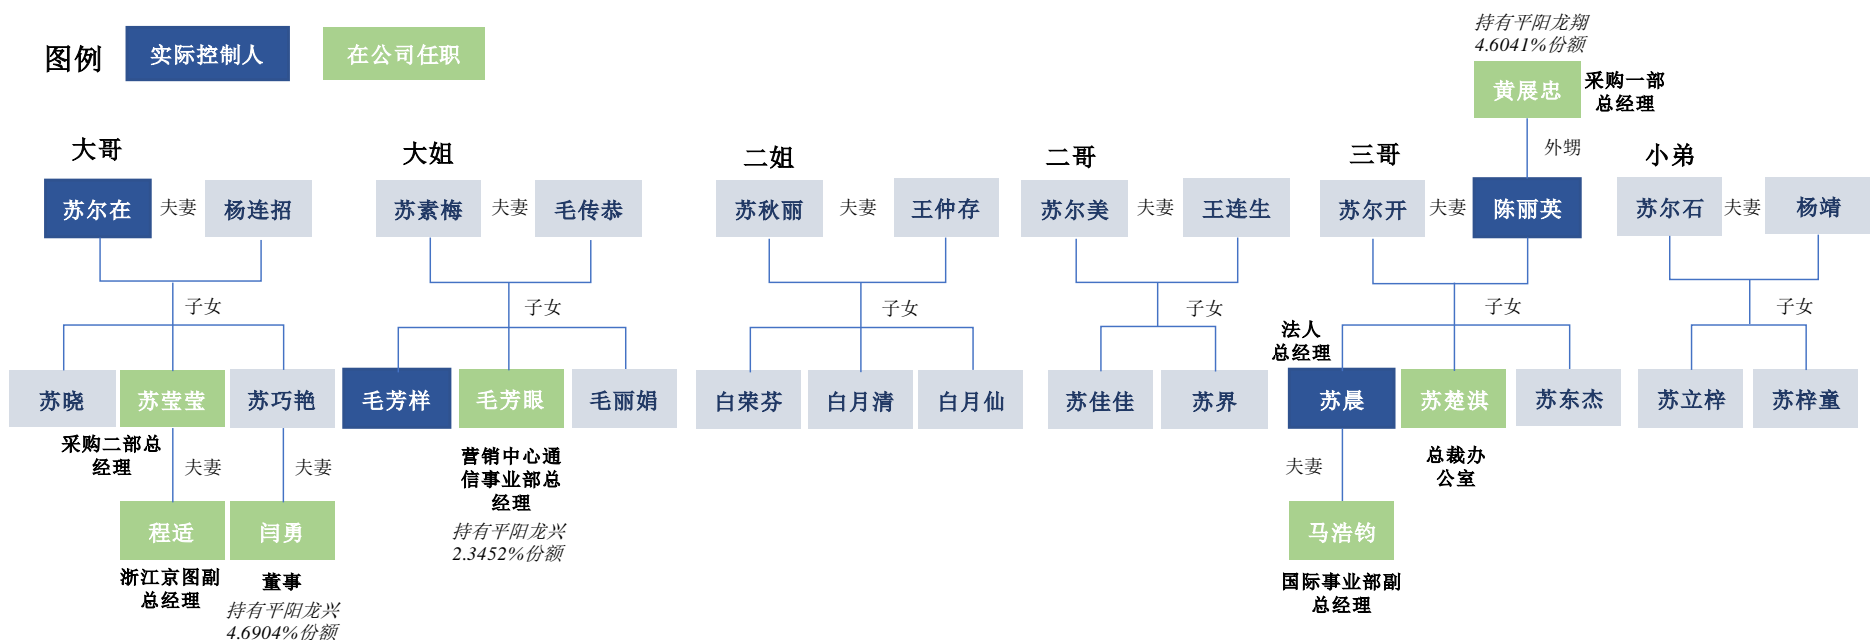 图例
实际控制人
在公司任职
持有平阳龙翔
4.6041%份额
黄展忠
采购一部
总经理
外甥
大哥
大姐
二姐
二哥
三哥
小弟
苏尔在
夫妻
杨连招
苏素梅
夫妻
毛传恭
苏秋丽
夫妻
王仲存
苏尔美
夫妻
王连生
苏尔开
夫妻
陈丽英
苏尔石
夫妻
杨靖
子女
子女
子女
子女
子女
子女
法人
总经理
苏晓
苏莹莹
苏巧艳
毛芳样
毛芳眼
毛丽娟
白荣芬
白月清
白月仙
苏佳佳
苏界
苏晨
苏楚淇
苏东杰
苏立梓
苏梓童
采购二部总
经理
夫妻
夫妻
营销中心通
信事业部总
经理
持有平阳龙兴
2.3452%份额
夫妻
总裁办
公室
程适
闫勇
马浩钧
浙江京图副
总经理
董事
持有平阳龙兴
4.6904%份额
国际事业部副
总经理